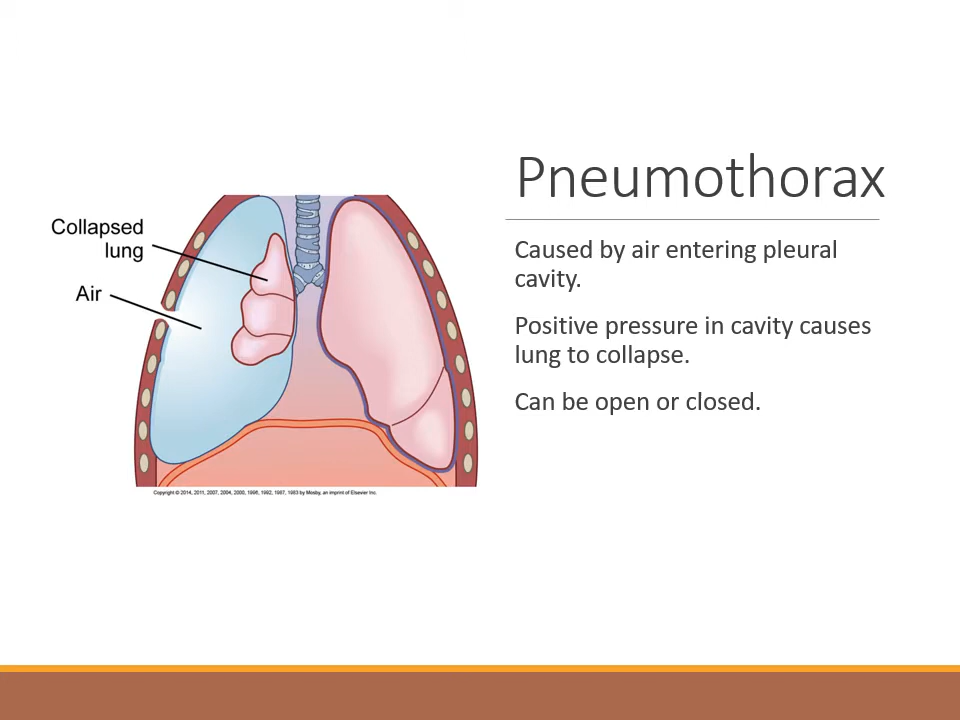 Pneumothorax
Caused by air entering pleural
cavity.
Positive pressure in cavity causes
lung to collapse.
Can be open or closed.
Collapsed
lung
Air
Copyright © 2014, 2011, 2007, 2004, 2000, 1996, 1992, 1987, 1983 by Mosby, an imprint of Elsevier Inc.